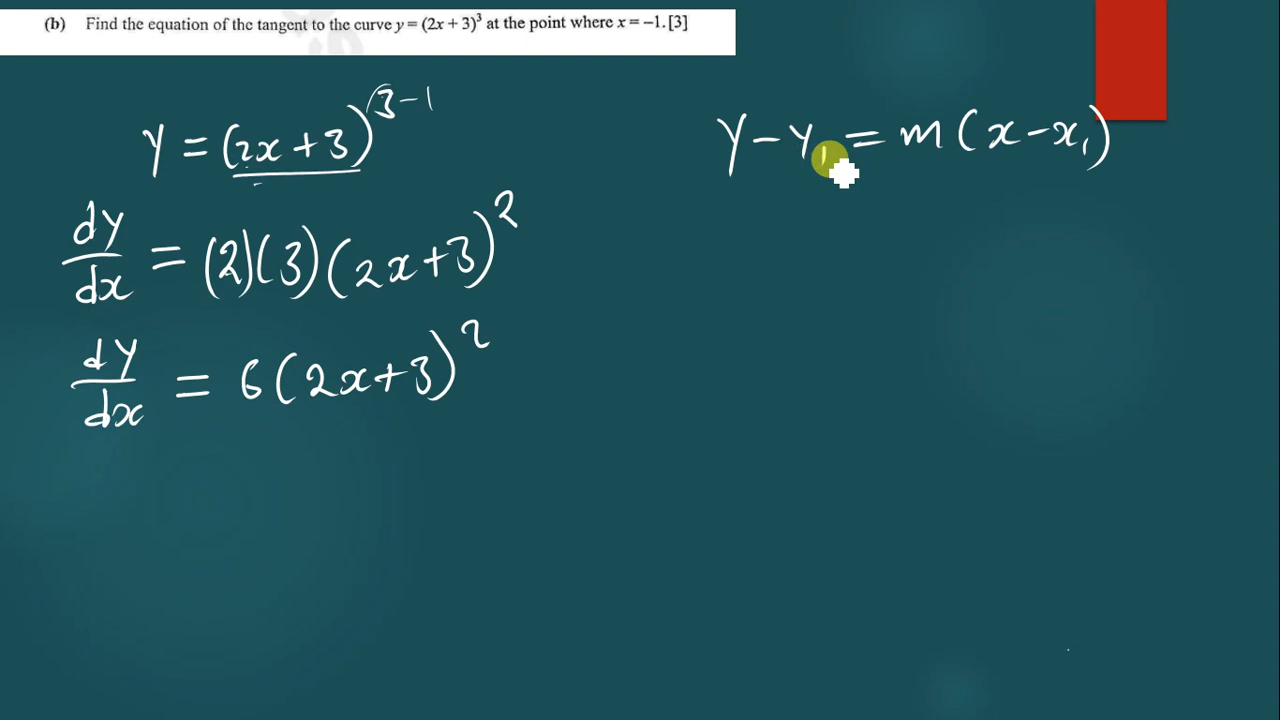 (b) Find the equation of the tangent to the curve y = (2x + 3)³ at the point where x = −1. [3]
y = (2x + 3)^(3 − 1
dy/dx = (2)(3)(2x + 3)²
dy/dx = 6(2x + 3)²
y − y₁ = m(x − x₁)